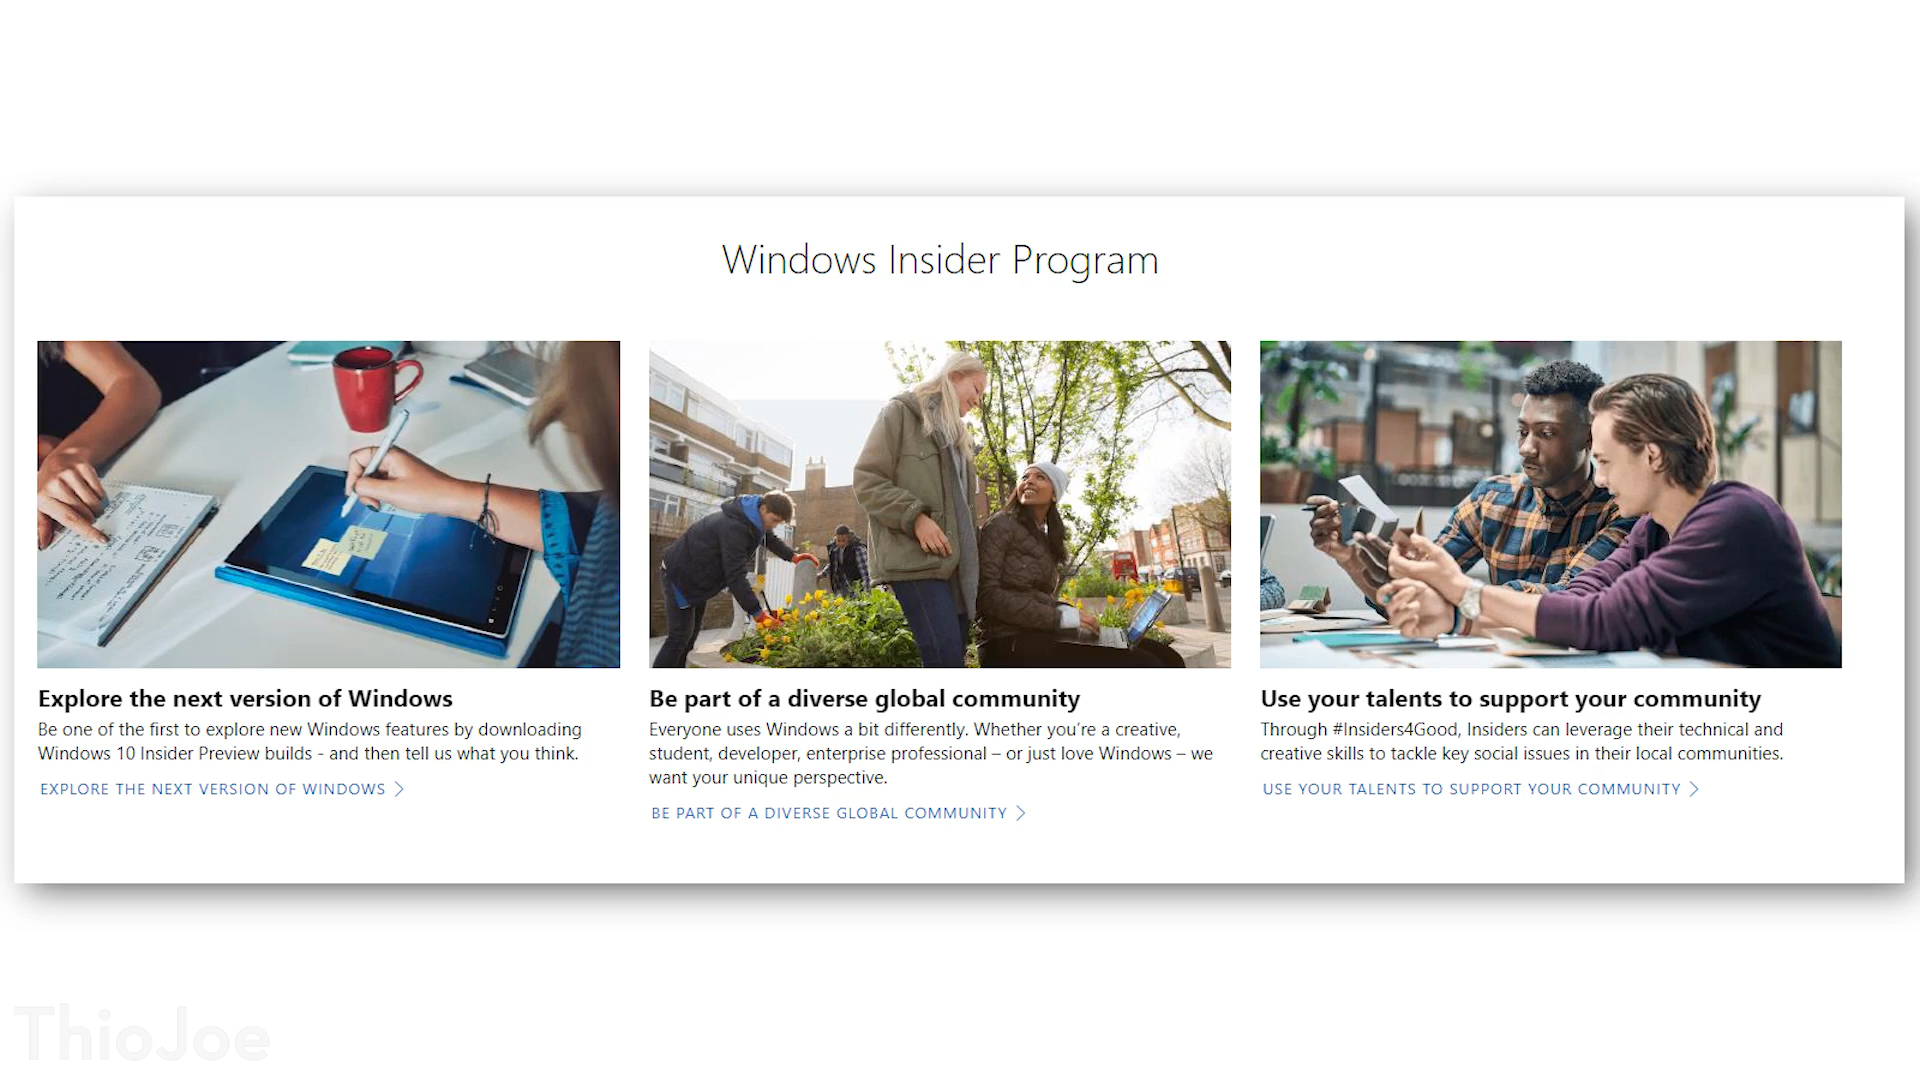 Windows Insider Program
Explore the next version of Windows
Be one of the first to explore new Windows features by downloading
Windows 10 Insider Preview builds - and then tell us what you think.
EXPLORE THE NEXT VERSION OF WINDOWS
Be part of a diverse global community
Everyone uses Windows a bit differently. Whether you’re a creative,
student, developer, enterprise professional – or just love Windows – we
want your unique perspective.
BE PART OF A DIVERSE GLOBAL COMMUNITY
Use your talents to support your community
Through #Insiders4Good, Insiders can leverage their technical and
creative skills to tackle key social issues in their local communities.
USE YOUR TALENTS TO SUPPORT YOUR COMMUNITY
ThioJoe